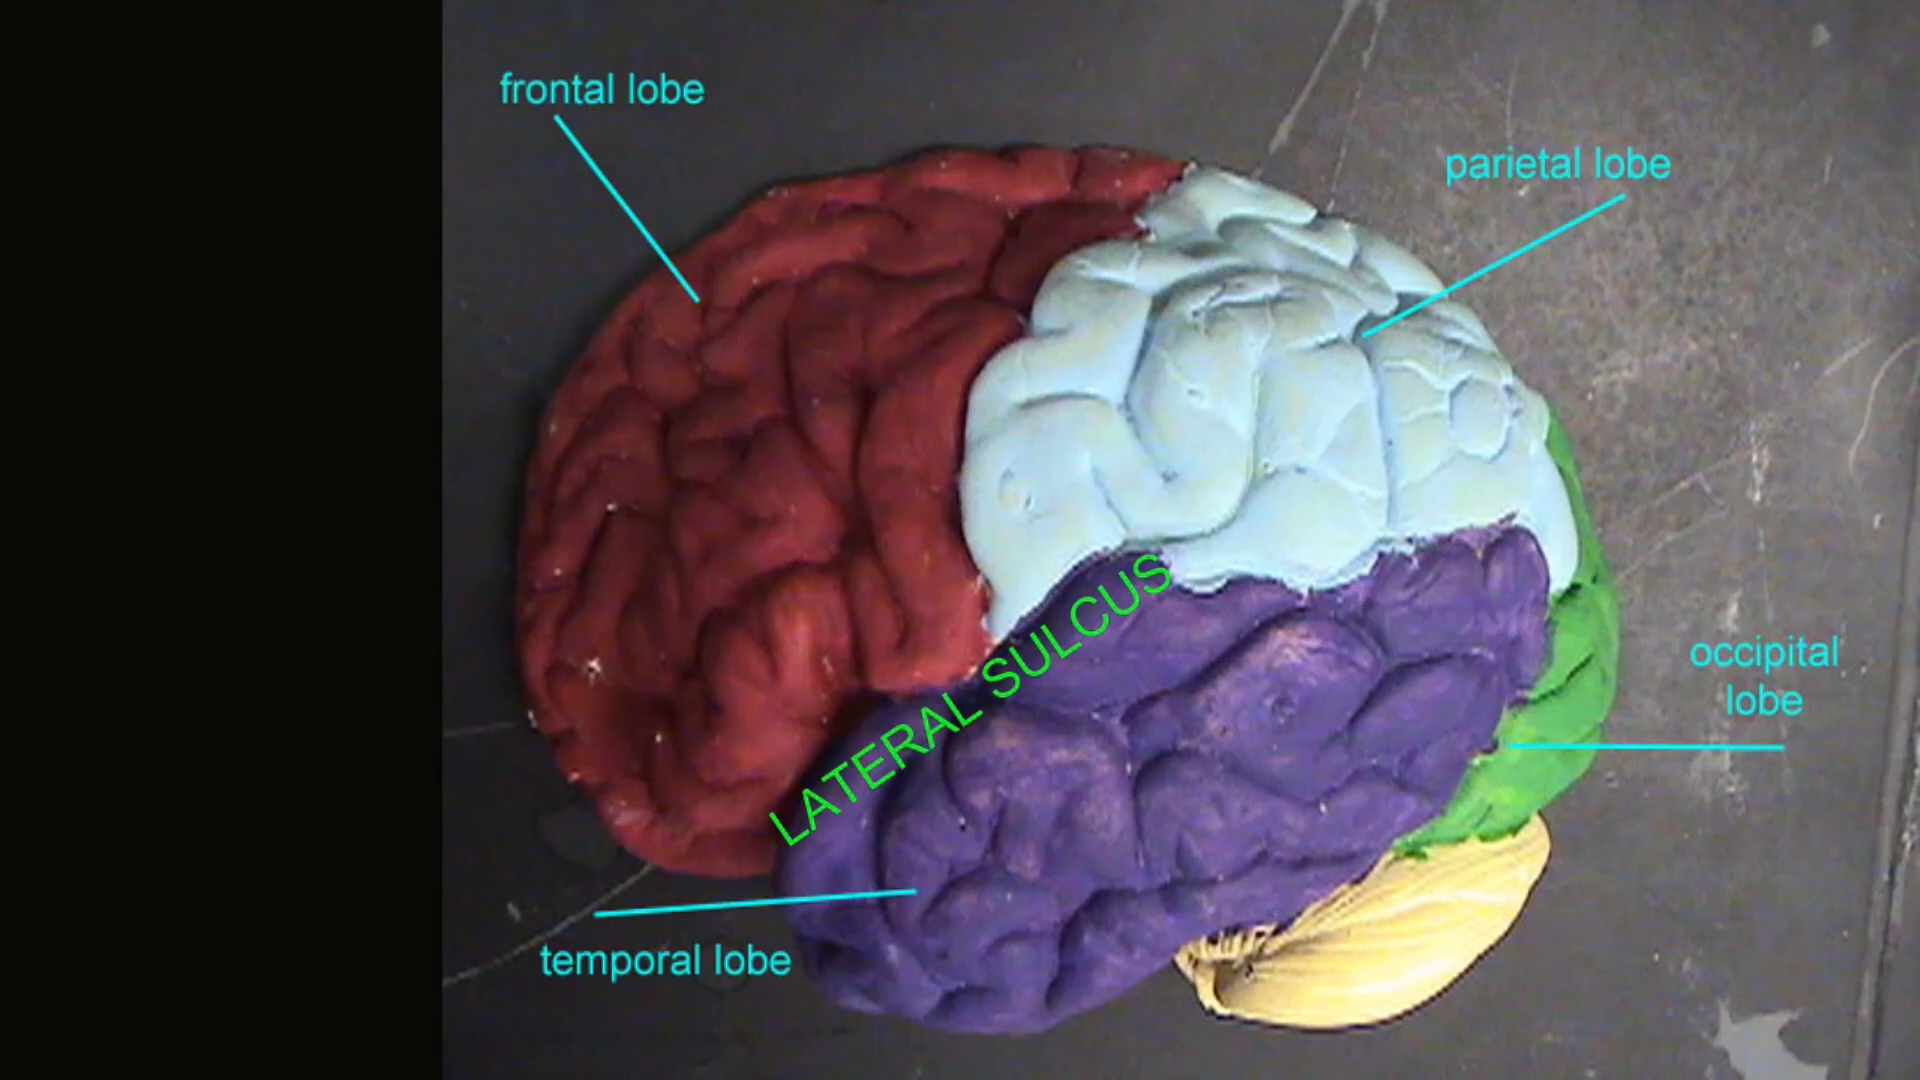 frontal lobe
parietal lobe
LATERAL SULCUS
occipital
lobe
temporal lobe